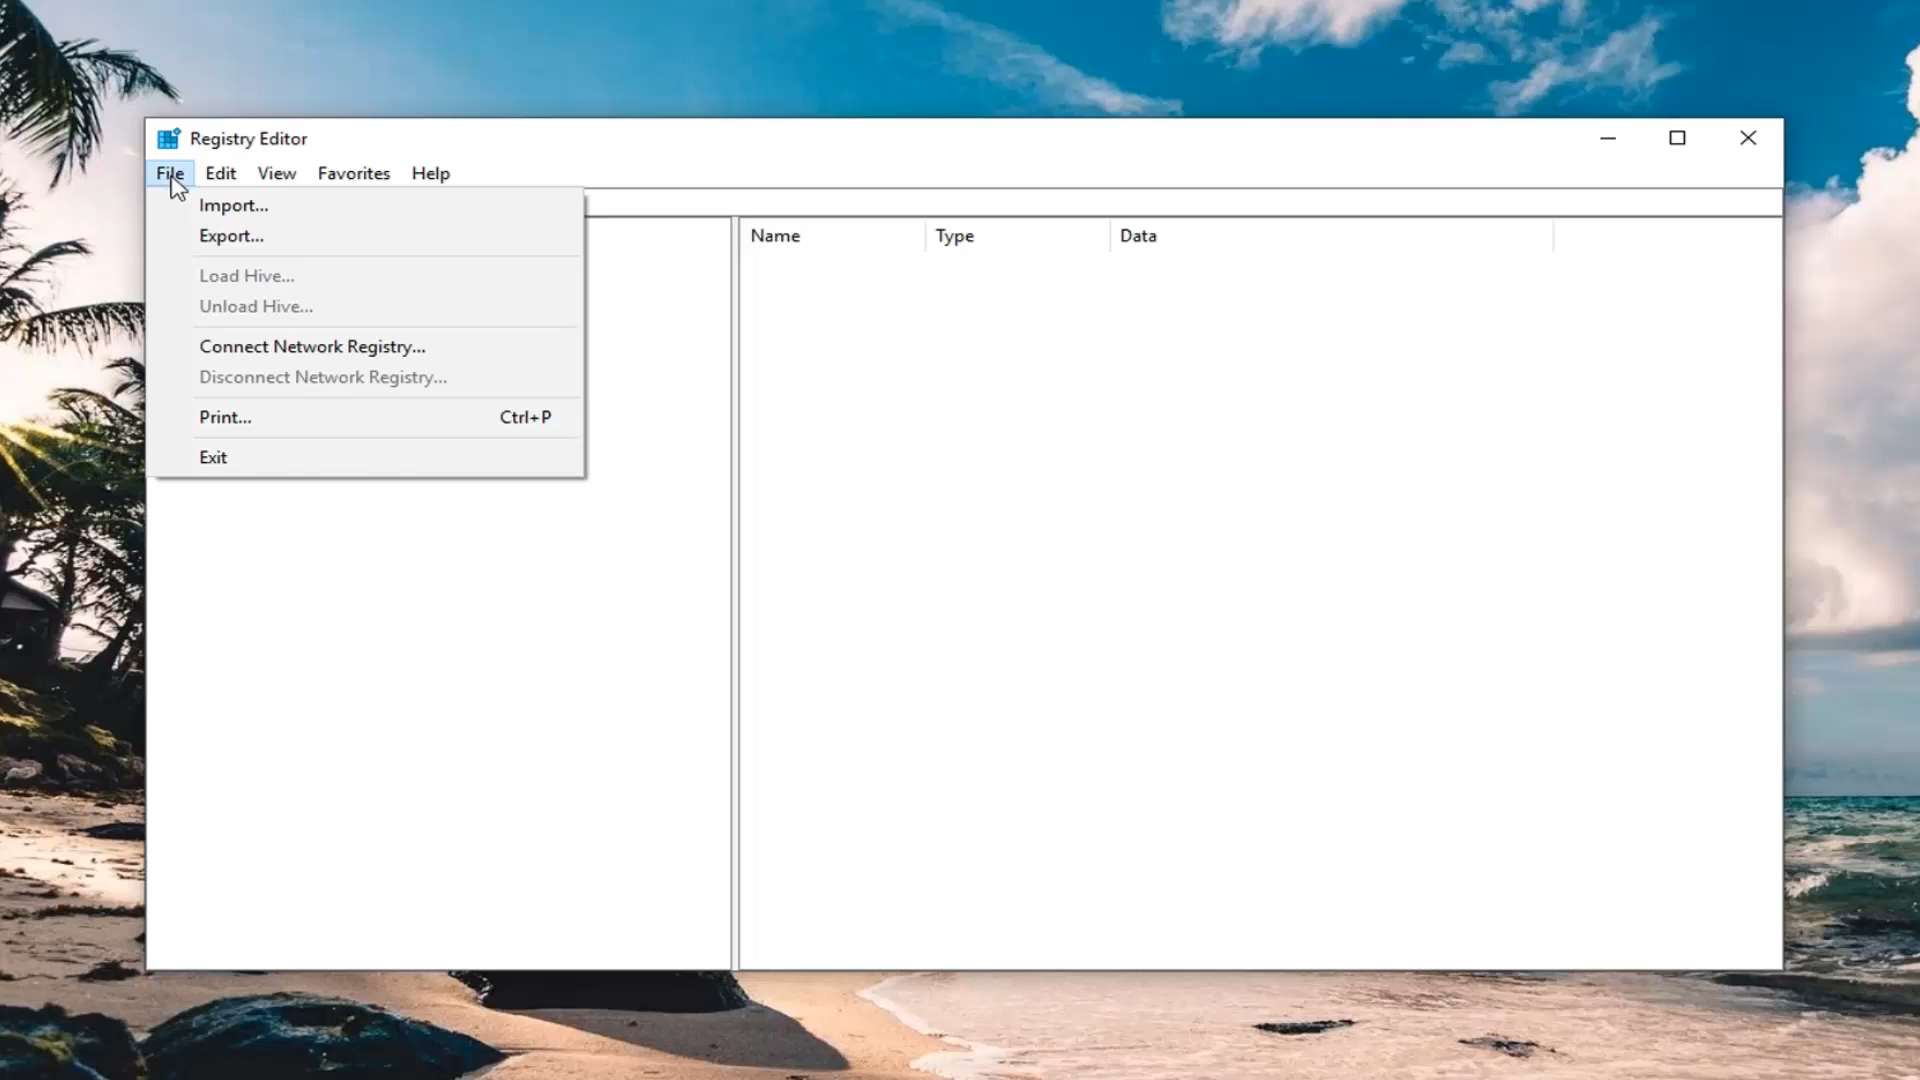 Registry Editor
File Edit View Favorites Help
Import...
Export...
Name Type Data
Load Hive...
Unload Hive...
Connect Network Registry...
Disconnect Network Registry...
Print... Ctrl+P
Exit